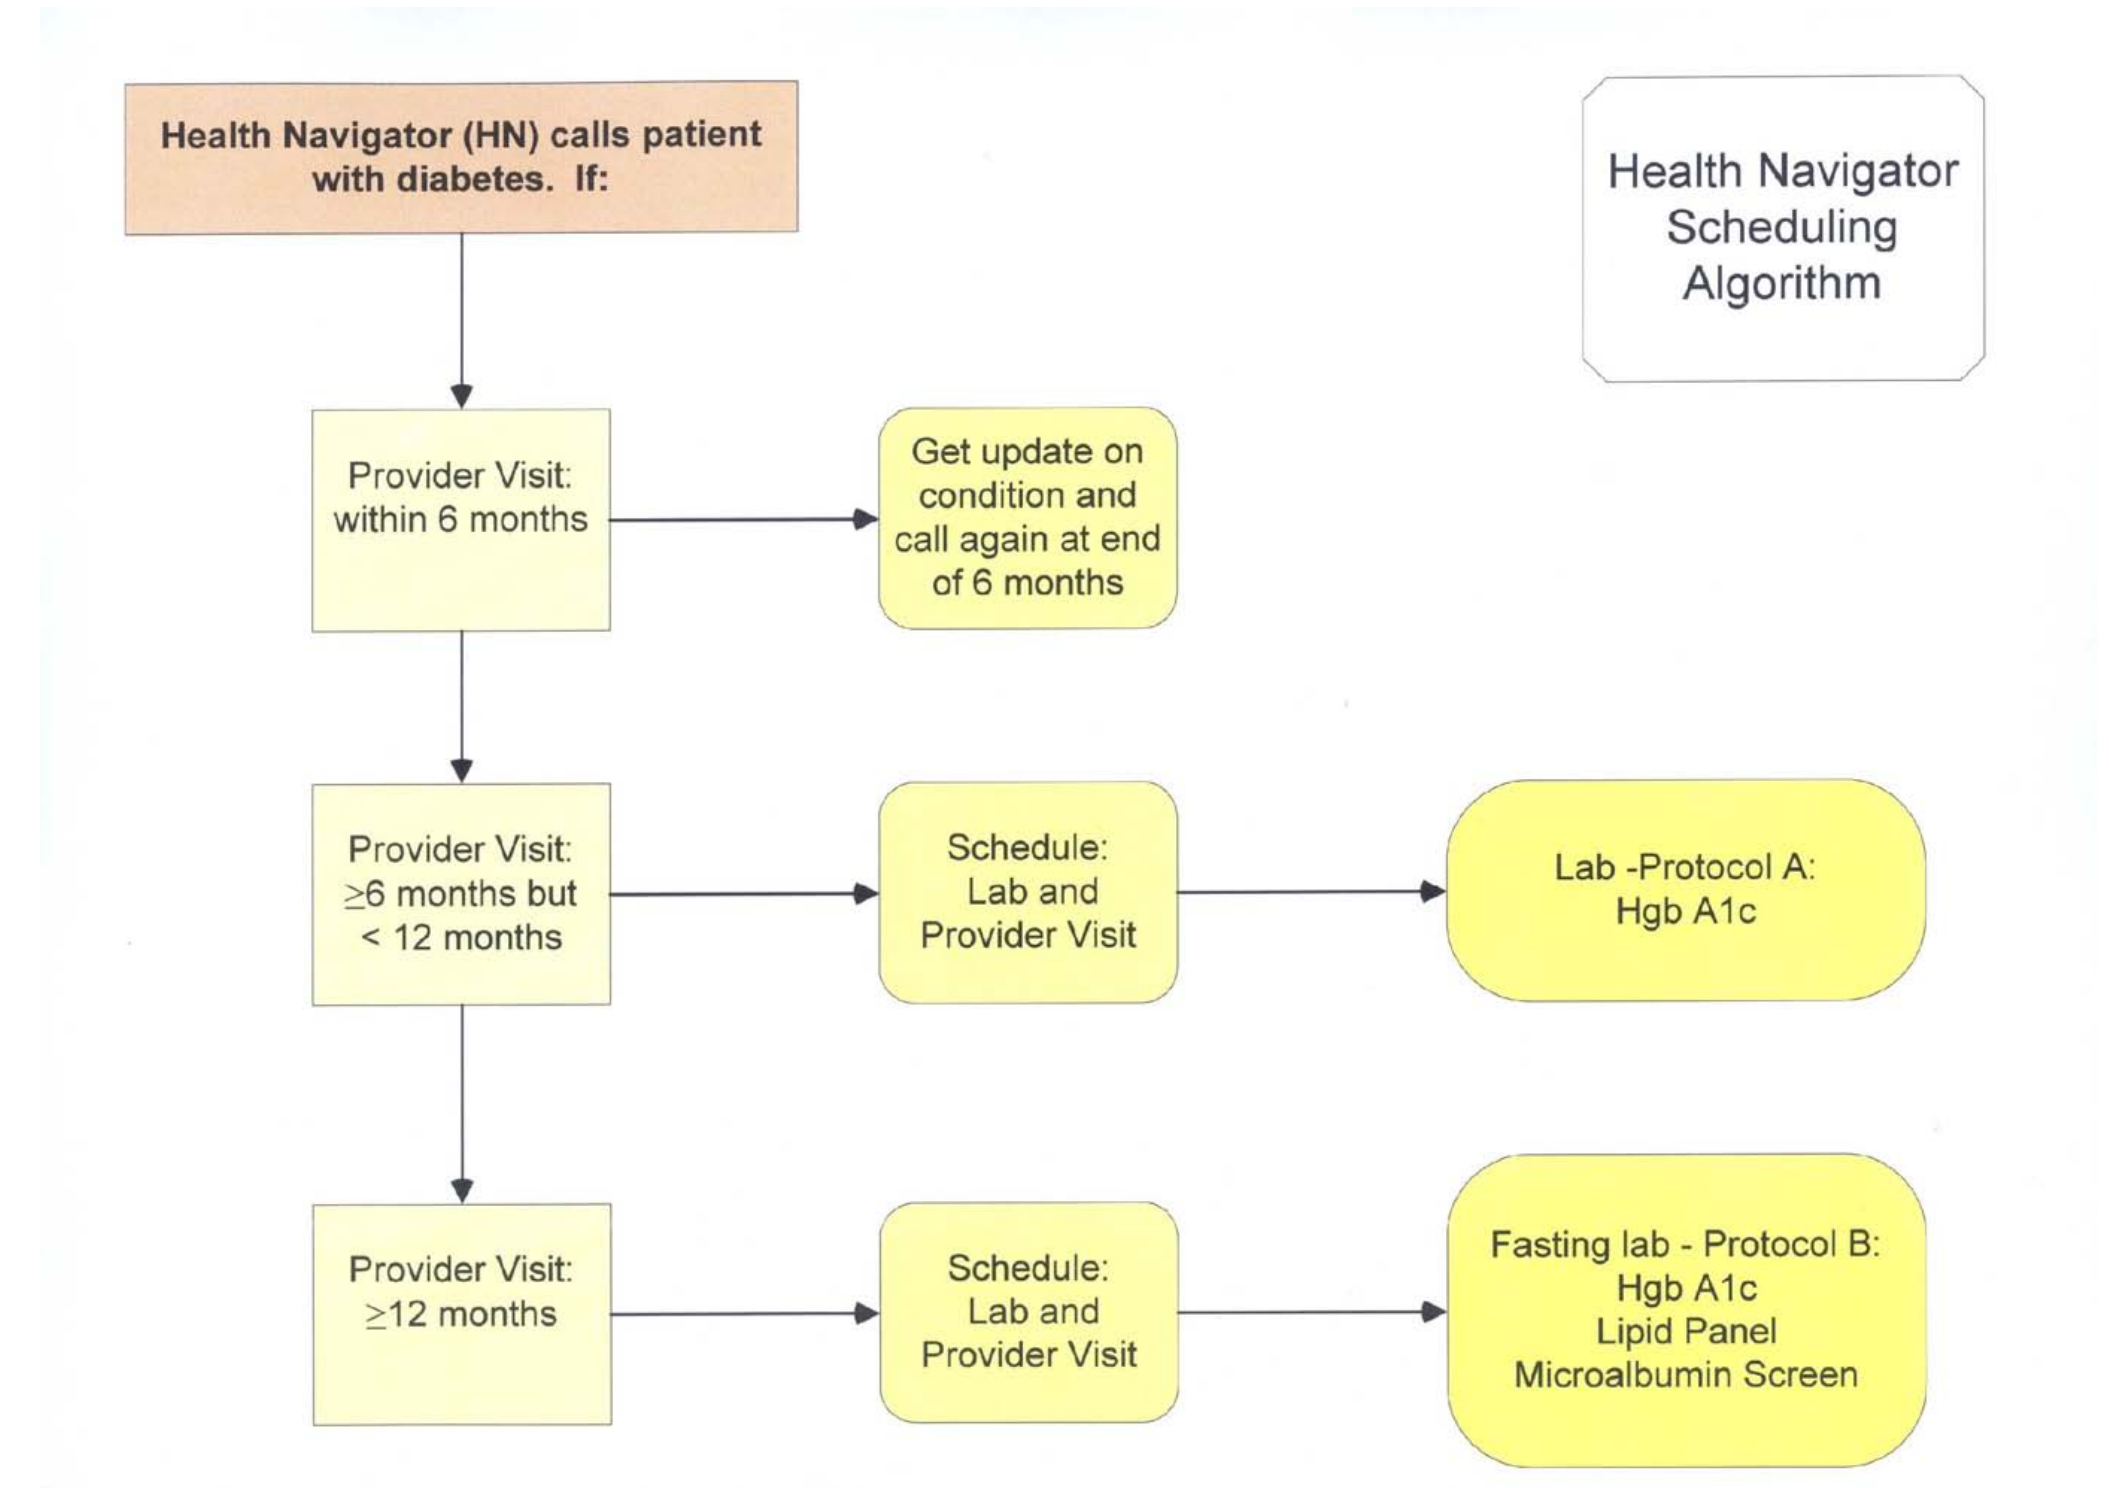 Health Navigator (HN) calls patient
with diabetes.  If:
Health Navigator
Scheduling
Algorithm
Provider Visit:
within 6 months
Get update on
condition and
call again at end
of 6 months
Provider Visit:
≥6 months but
< 12 months
Schedule:
Lab and
Provider Visit
Lab -Protocol A:
Hgb A1c
Provider Visit:
≥12 months
Schedule:
Lab and
Provider Visit
Fasting lab - Protocol B:
Hgb A1c
Lipid Panel
Microalbumin Screen